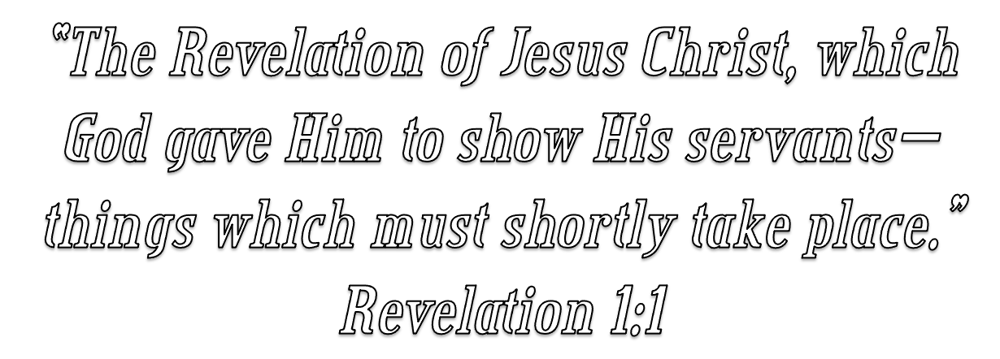 “The Revelation of Jesus Christ, which
God gave Him to show His servants—
things which must shortly take place.”
Revelation 1:1